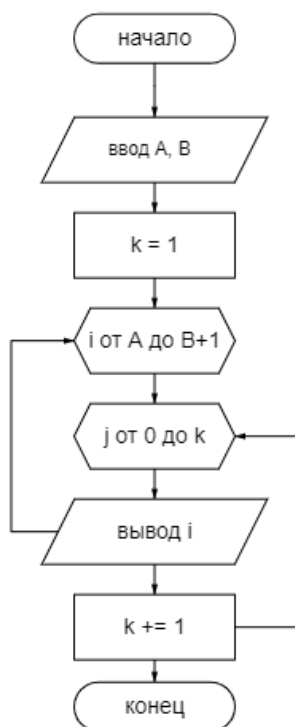 начало
ввод A, B
k = 1
i от A до B+1
j от 0 до k
вывод i
k += 1
конец